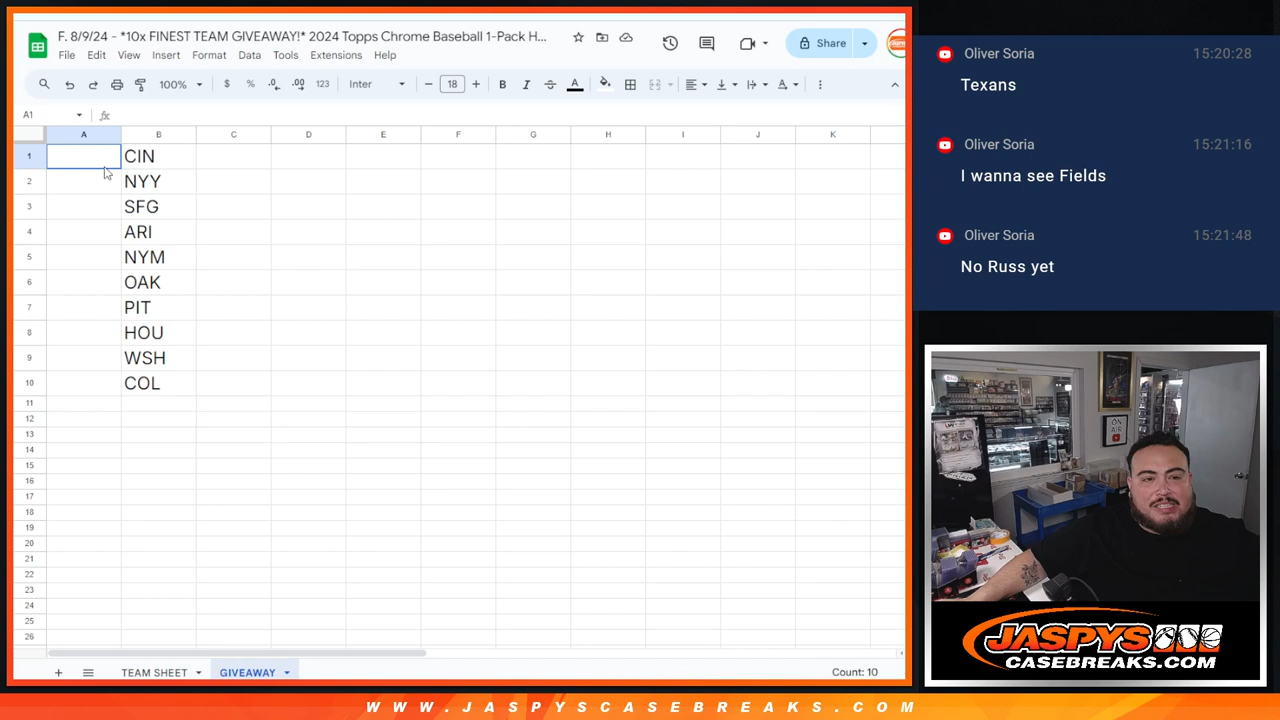 F. 8/9/24 - *10x FINEST TEAM GIVEAWAY!* 2024 Topps Chrome Baseball 1-Pack H...
File Edit View Insert Format Data Tools Extensions Help
Share
100% $ % .0 .00 123 Inter 18 B I A
A1 fx
A B C D E F G H I J K
1 CIN
2 NYY
3 SFG
4 ARI
5 NYM
6 OAK
7 PIT
8 HOU
9 WSH
10 COL
11
12
13
14
15
16
17
18
19
20
21
22
23
24
25
26
TEAM SHEET GIVEAWAY Count: 10
Oliver Soria 15:20:28
Texans
Oliver Soria 15:21:16
I wanna see Fields
Oliver Soria 15:21:48
No Russ yet
ON
AIR
JASPYS
CASEBREAKS.COM
WWW.JASPYSCASEBREAKS.COM